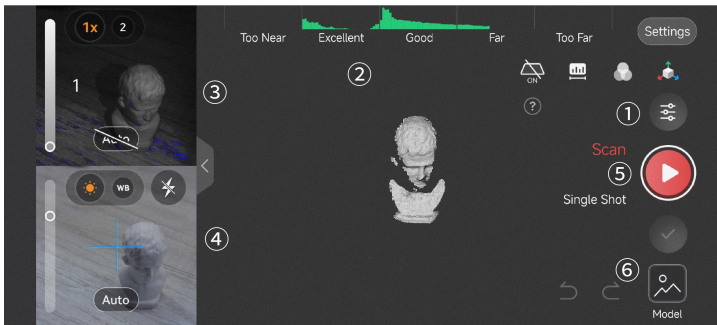 1x 2
Too Near Excellent Good Far Too Far
Settings
②
ON
1
③
?
①
Auto
Scan
⑤
WB
Single Shot
④
Auto
⑥
Model